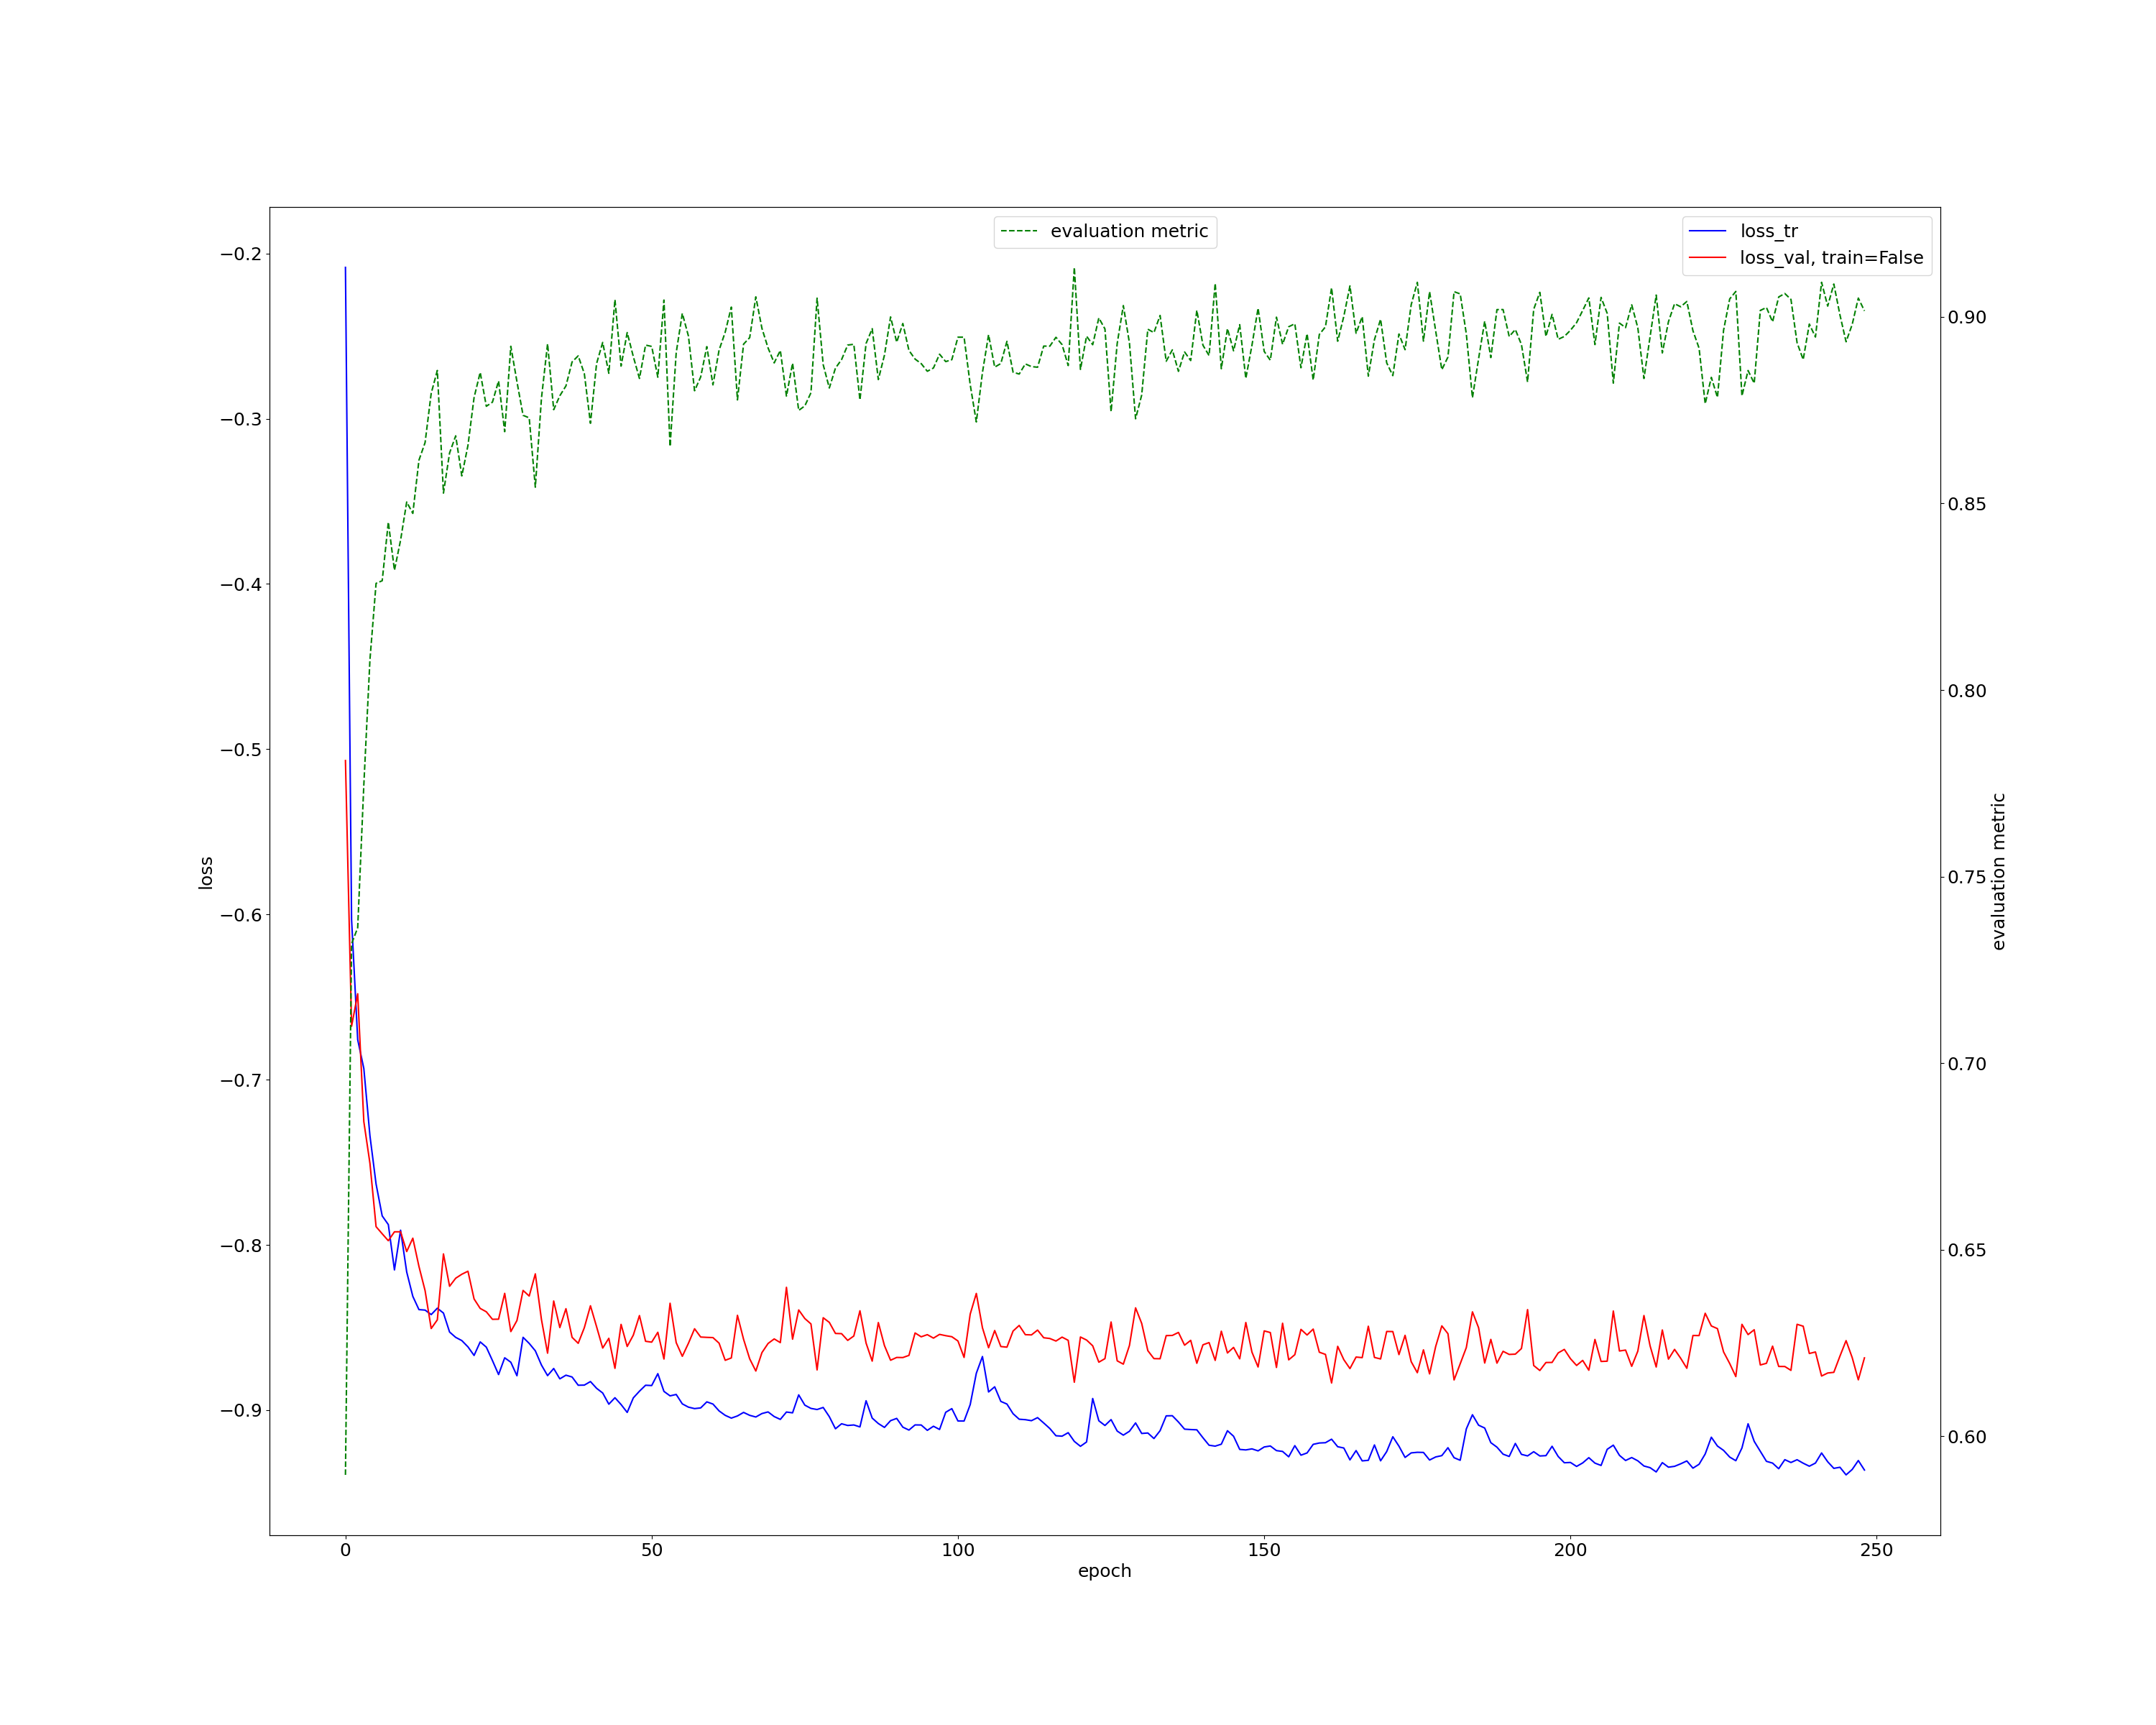 evaluation metric
loss_tr
loss_val, train=False
−0.2
−0.3
−0.4
−0.5
−0.6
−0.7
−0.8
−0.9
loss
0.90
0.85
0.80
0.75
0.70
0.65
0.60
evaluation metric
0 50 100 150 200 250
epoch